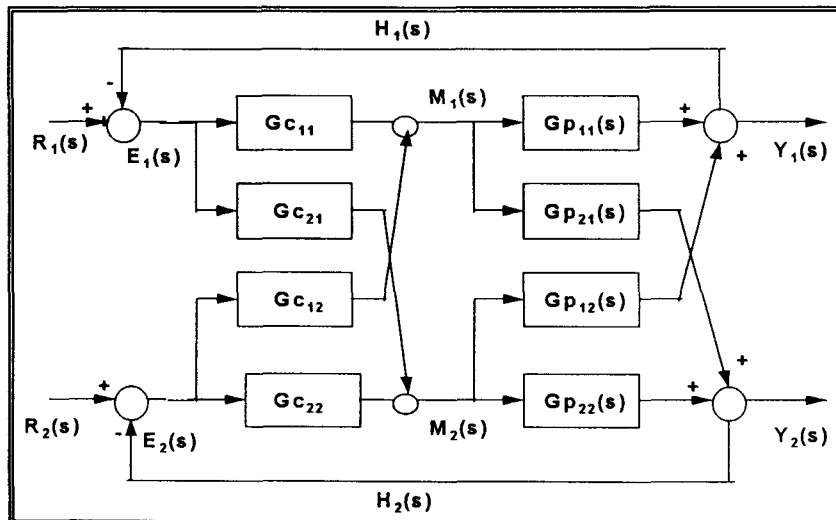 H₁(s)
-
+
R₁(s)
E₁(s)
Gc₁₁
M₁(s)
Gp₁₁(s)
+
+
Y₁(s)
Gc₂₁
Gp₂₁(s)
Gc₁₂
Gp₁₂(s)
+
R₂(s)
-
E₂(s)
Gc₂₂
M₂(s)
Gp₂₂(s)
+
+
Y₂(s)
H₂(s)